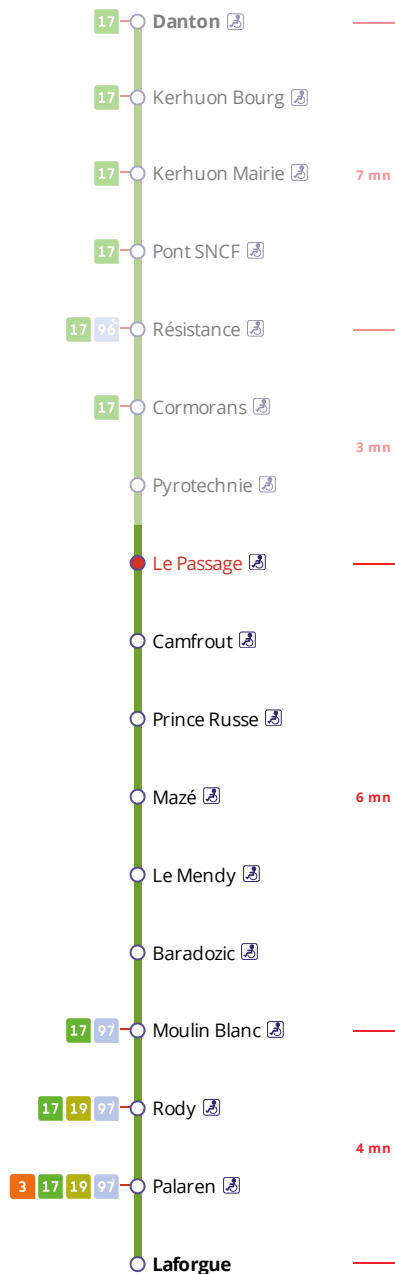 17 Danton
17 Kerhuon Bourg
17 Kerhuon Mairie 7 mn
17 Pont SNCF
17 96 Résistance
17 Cormorans
3 mn
Pyrotechnie
Le Passage
Camfrout
Prince Russe
Mazé 6 mn
Le Mendy
Baradozic
17 97 Moulin Blanc
17 19 97 Rody
4 mn
3 17 19 97 Palaren
Laforgue